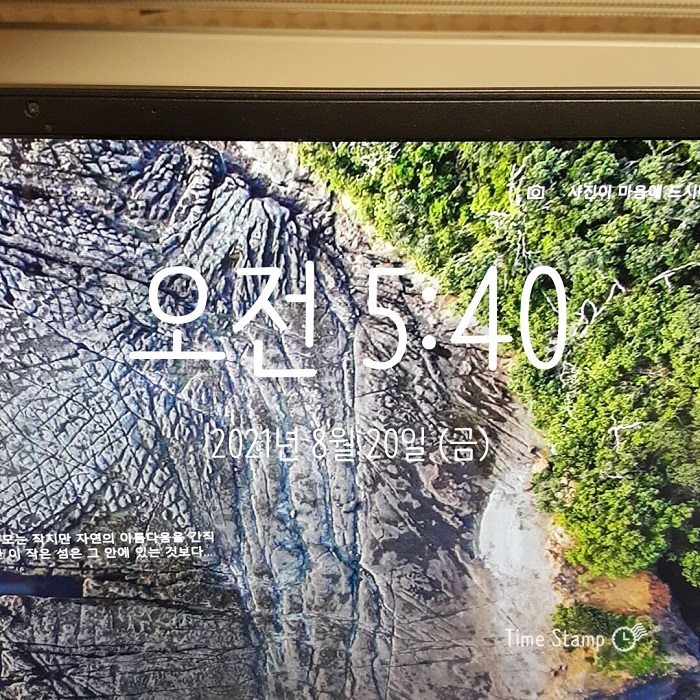 사진이 마음에 드시
오전 5:40
2021년 8월 20일 (금)
모는 작지만 자연의 아름다움을 간직
이 작은 섬은 그 안에 있는 것보다...
Time Stamp